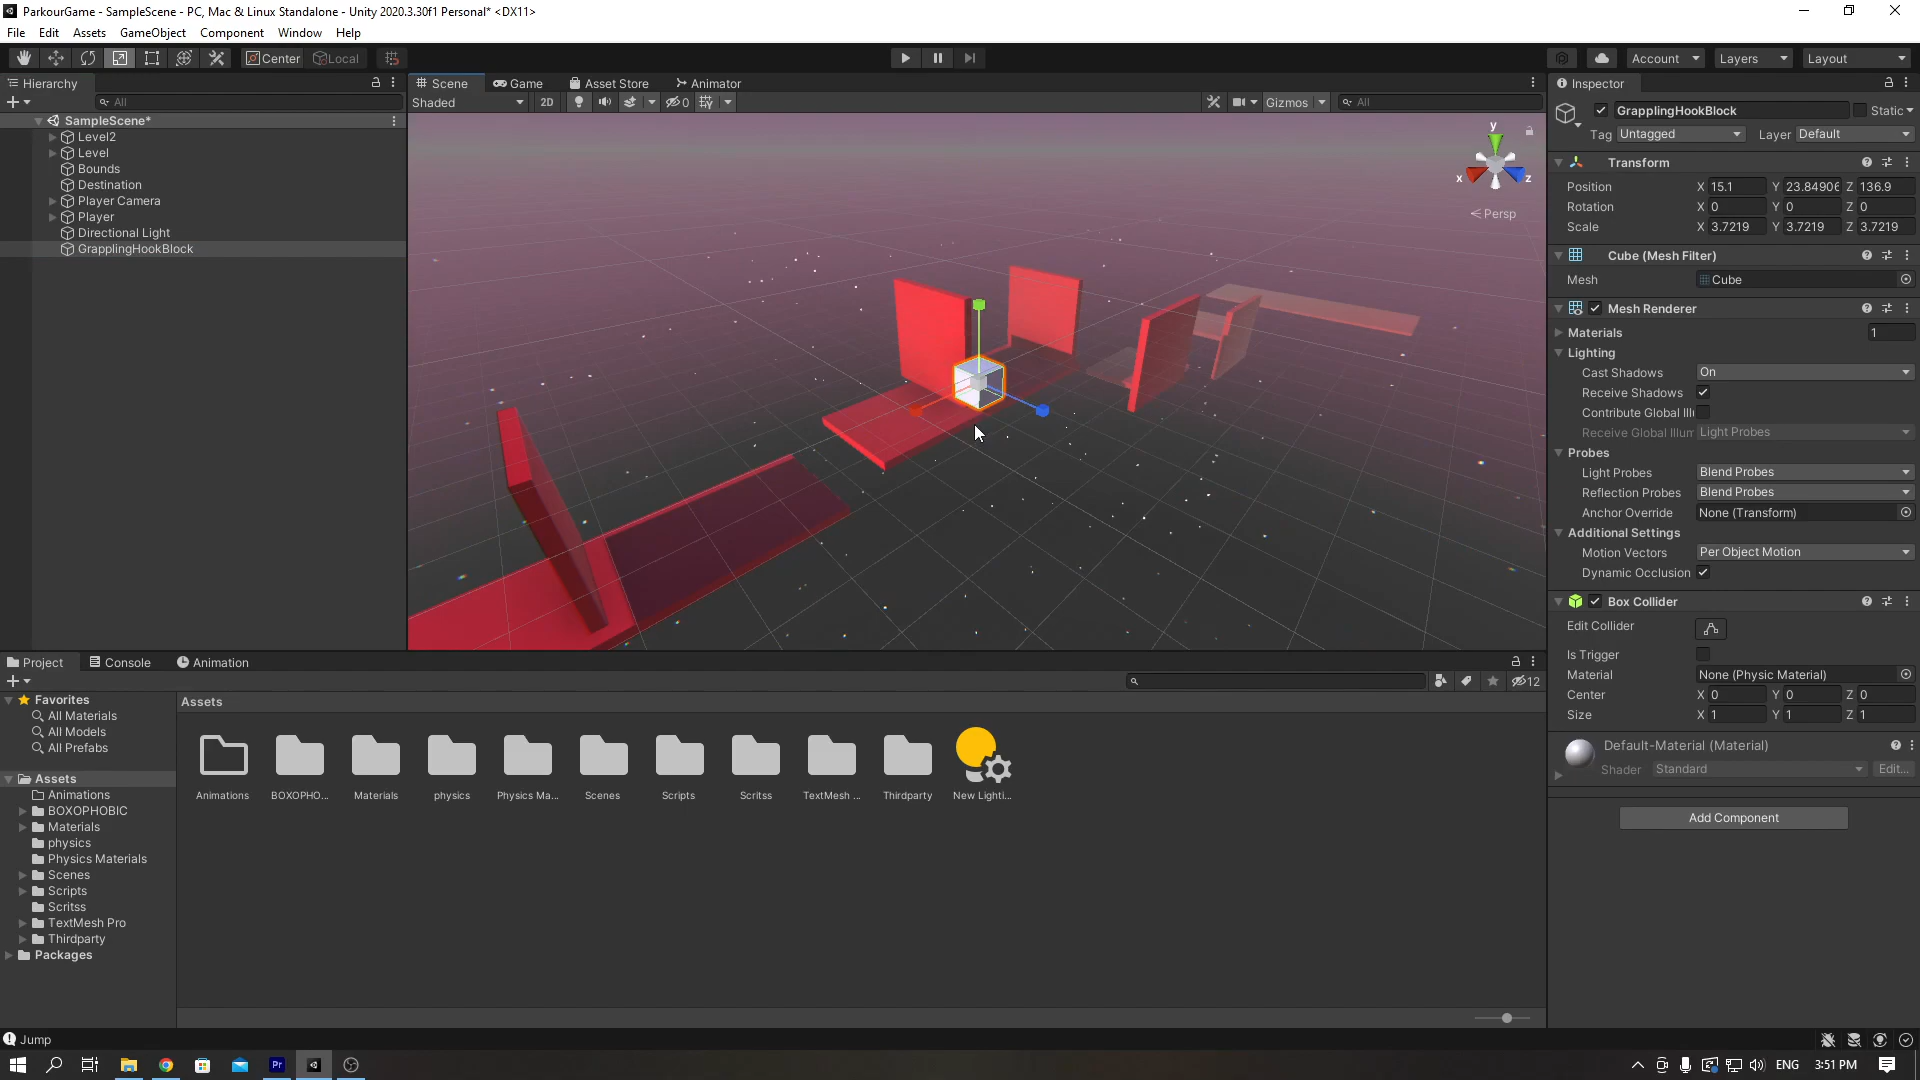 ParkourGame - SampleScene - PC, Mac & Linux Standalone - Unity 2020.3.30f1 Personal* <DX11>
File Edit Assets GameObject Component Window Help
Center Local Account Layers Layout
Hierarchy
All
SampleScene*
Level2
Level
Bounds
Destination
Player Camera
Player
Directional Light
GrapplingHookBlock
Scene Game Asset Store Animator
Shaded 2D 0 Gizmos All
y
x z
Persp
Inspector
GrapplingHookBlock Static
Tag Untagged Layer Default
Transform
Position X 15.1 Y 23.84906 Z 136.9
Rotation X 0 Y 0 Z 0
Scale X 3.7219 Y 3.7219 Z 3.7219
Cube (Mesh Filter)
Mesh Cube
Mesh Renderer
Materials 1
Lighting
Cast Shadows On
Receive Shadows
Contribute Global Illu
Receive Global Illum Light Probes
Probes
Light Probes Blend Probes
Reflection Probes Blend Probes
Anchor Override None (Transform)
Additional Settings
Motion Vectors Per Object Motion
Dynamic Occlusion
Box Collider
Edit Collider
Is Trigger
Material None (Physic Material)
Center X 0 Y 0 Z 0
Size X 1 Y 1 Z 1
Default-Material (Material)
Shader Standard Edit...
Add Component
Project Console Animation
12
Favorites
All Materials
All Models
All Prefabs
Assets
Animations
BOXOPHOBIC
Materials
physics
Physics Materials
Scenes
Scripts
Scritss
TextMesh Pro
Thirdparty
Packages
Assets
Animations BOXOPHO... Materials physics Physics Ma... Scenes Scripts Scritss TextMesh ... Thirdparty New Lighti...
Jump
Pr
ENG 3:51 PM